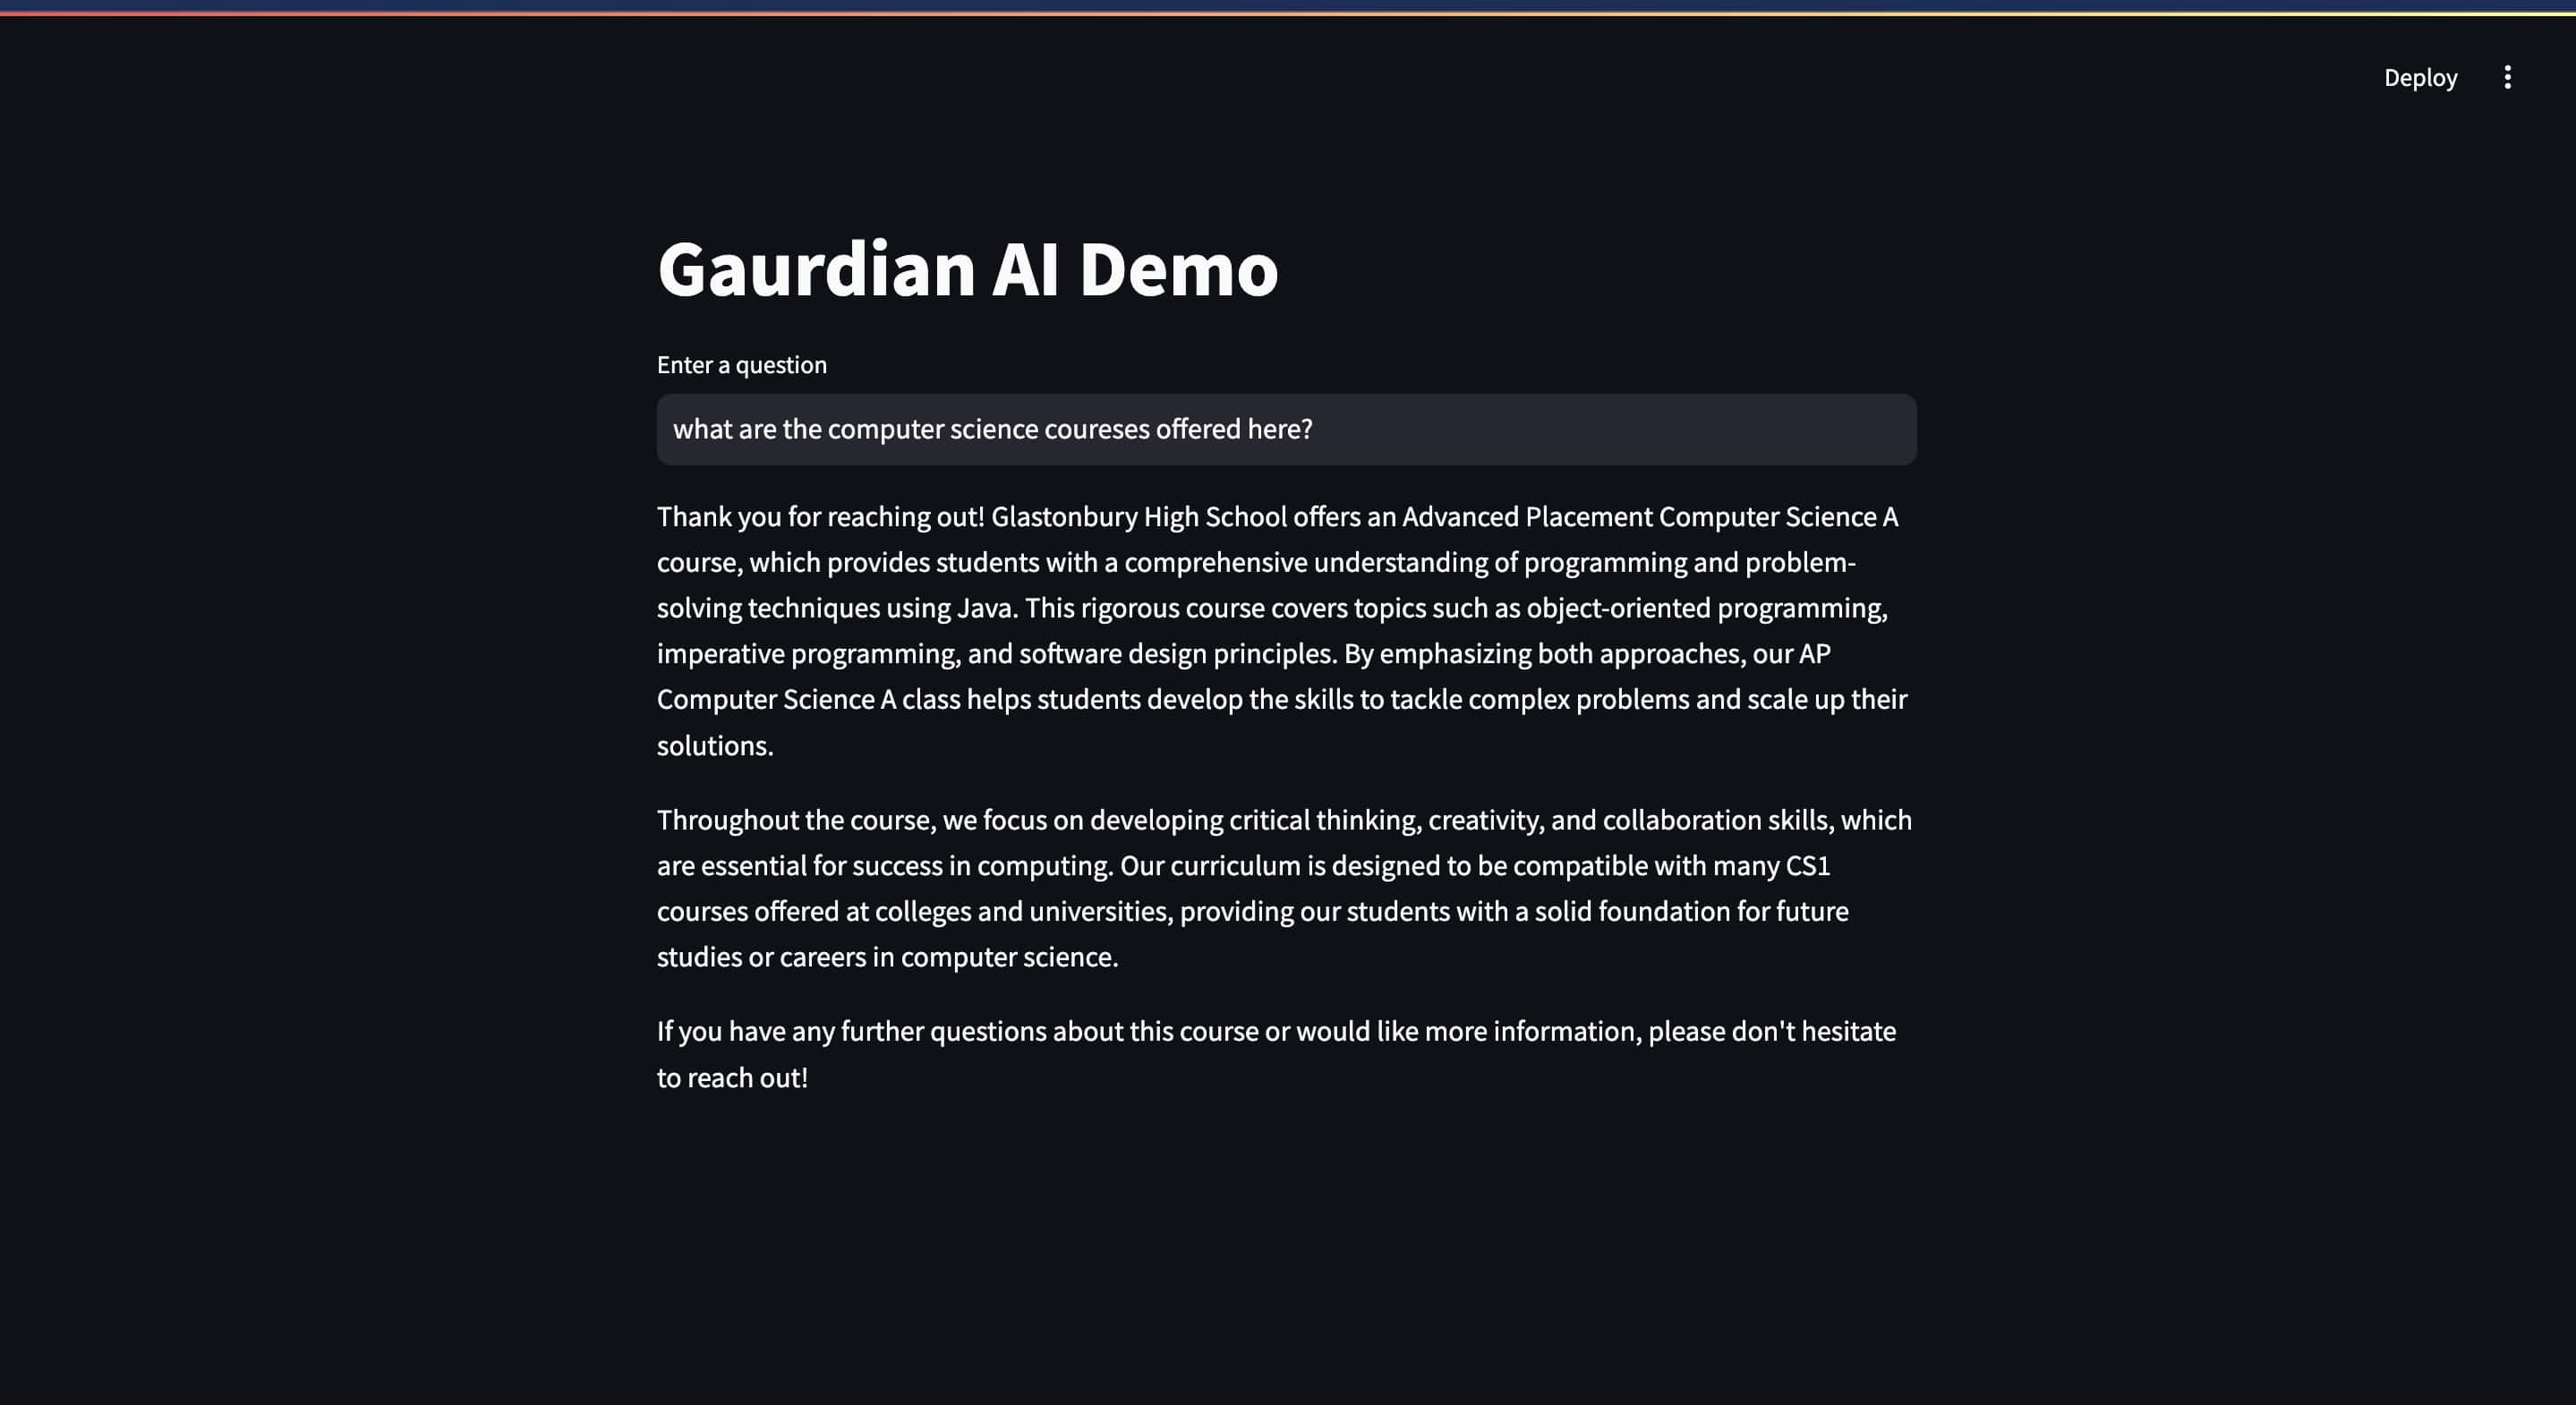 Deploy
Gaurdian AI Demo
Enter a question
what are the computer science coureses offered here?
Thank you for reaching out! Glastonbury High School offers an Advanced Placement Computer Science A
course, which provides students with a comprehensive understanding of programming and problem-
solving techniques using Java. This rigorous course covers topics such as object-oriented programming,
imperative programming, and software design principles. By emphasizing both approaches, our AP
Computer Science A class helps students develop the skills to tackle complex problems and scale up their
solutions.
Throughout the course, we focus on developing critical thinking, creativity, and collaboration skills, which
are essential for success in computing. Our curriculum is designed to be compatible with many CS1
courses offered at colleges and universities, providing our students with a solid foundation for future
studies or careers in computer science.
If you have any further questions about this course or would like more information, please don't hesitate
to reach out!